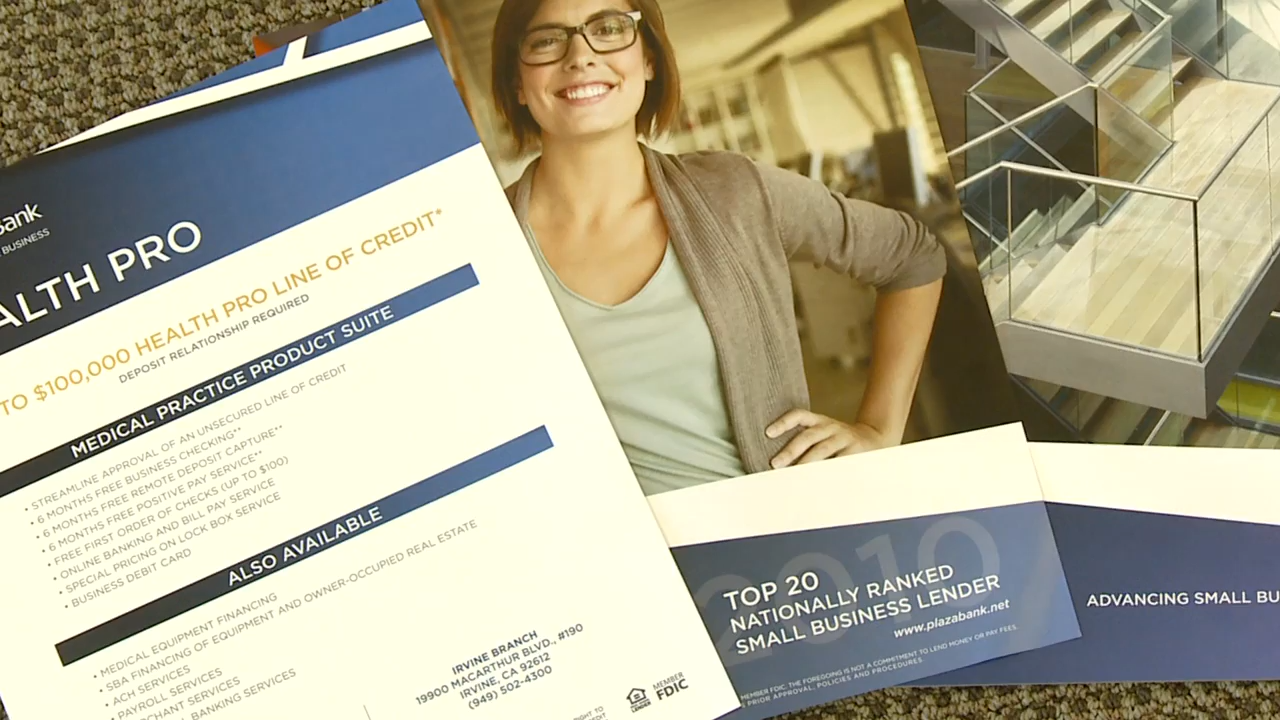 Bank
BUSINESS
ALTH PRO
TO $100,000 HEALTH PRO LINE OF CREDIT*
DEPOSIT RELATIONSHIP REQUIRED
MEDICAL PRACTICE PRODUCT SUITE
• STREAMLINE APPROVAL OF AN UNSECURED LINE OF CREDIT
• 6 MONTHS FREE BUSINESS CHECKING**
• 6 MONTHS FREE REMOTE DEPOSIT CAPTURE**
• 6 MONTHS FREE POSITIVE PAY SERVICE**
• FREE FIRST ORDER OF CHECKS (UP TO $100)
• ONLINE BANKING AND BILL PAY SERVICE
• SPECIAL PRICING ON LOCK BOX SERVICE
• BUSINESS DEBIT CARD
ALSO AVAILABLE
• MEDICAL EQUIPMENT FINANCING
• SBA FINANCING OF EQUIPMENT AND OWNER-OCCUPIED REAL ESTATE
• ACH SERVICES
• PAYROLL SERVICES
RCHANT SERVICES
BANKING SERVICES
IRVINE BRANCH
19900 MACARTHUR BLVD., #190
IRVINE, CA 92612
(949) 502-4300
RIGHT TO
CREDIT
LENDER
MEMBER
FDIC
2010
TOP 20
NATIONALLY RANKED
SMALL BUSINESS LENDER
www.plazabank.net
MEMBER FDIC. THE FOREGOING IS NOT A COMMITMENT TO LEND MONEY OR PAY FEES.
PRIOR APPROVAL, POLICIES AND PROCEDURES.
ADVANCING SMALL BU